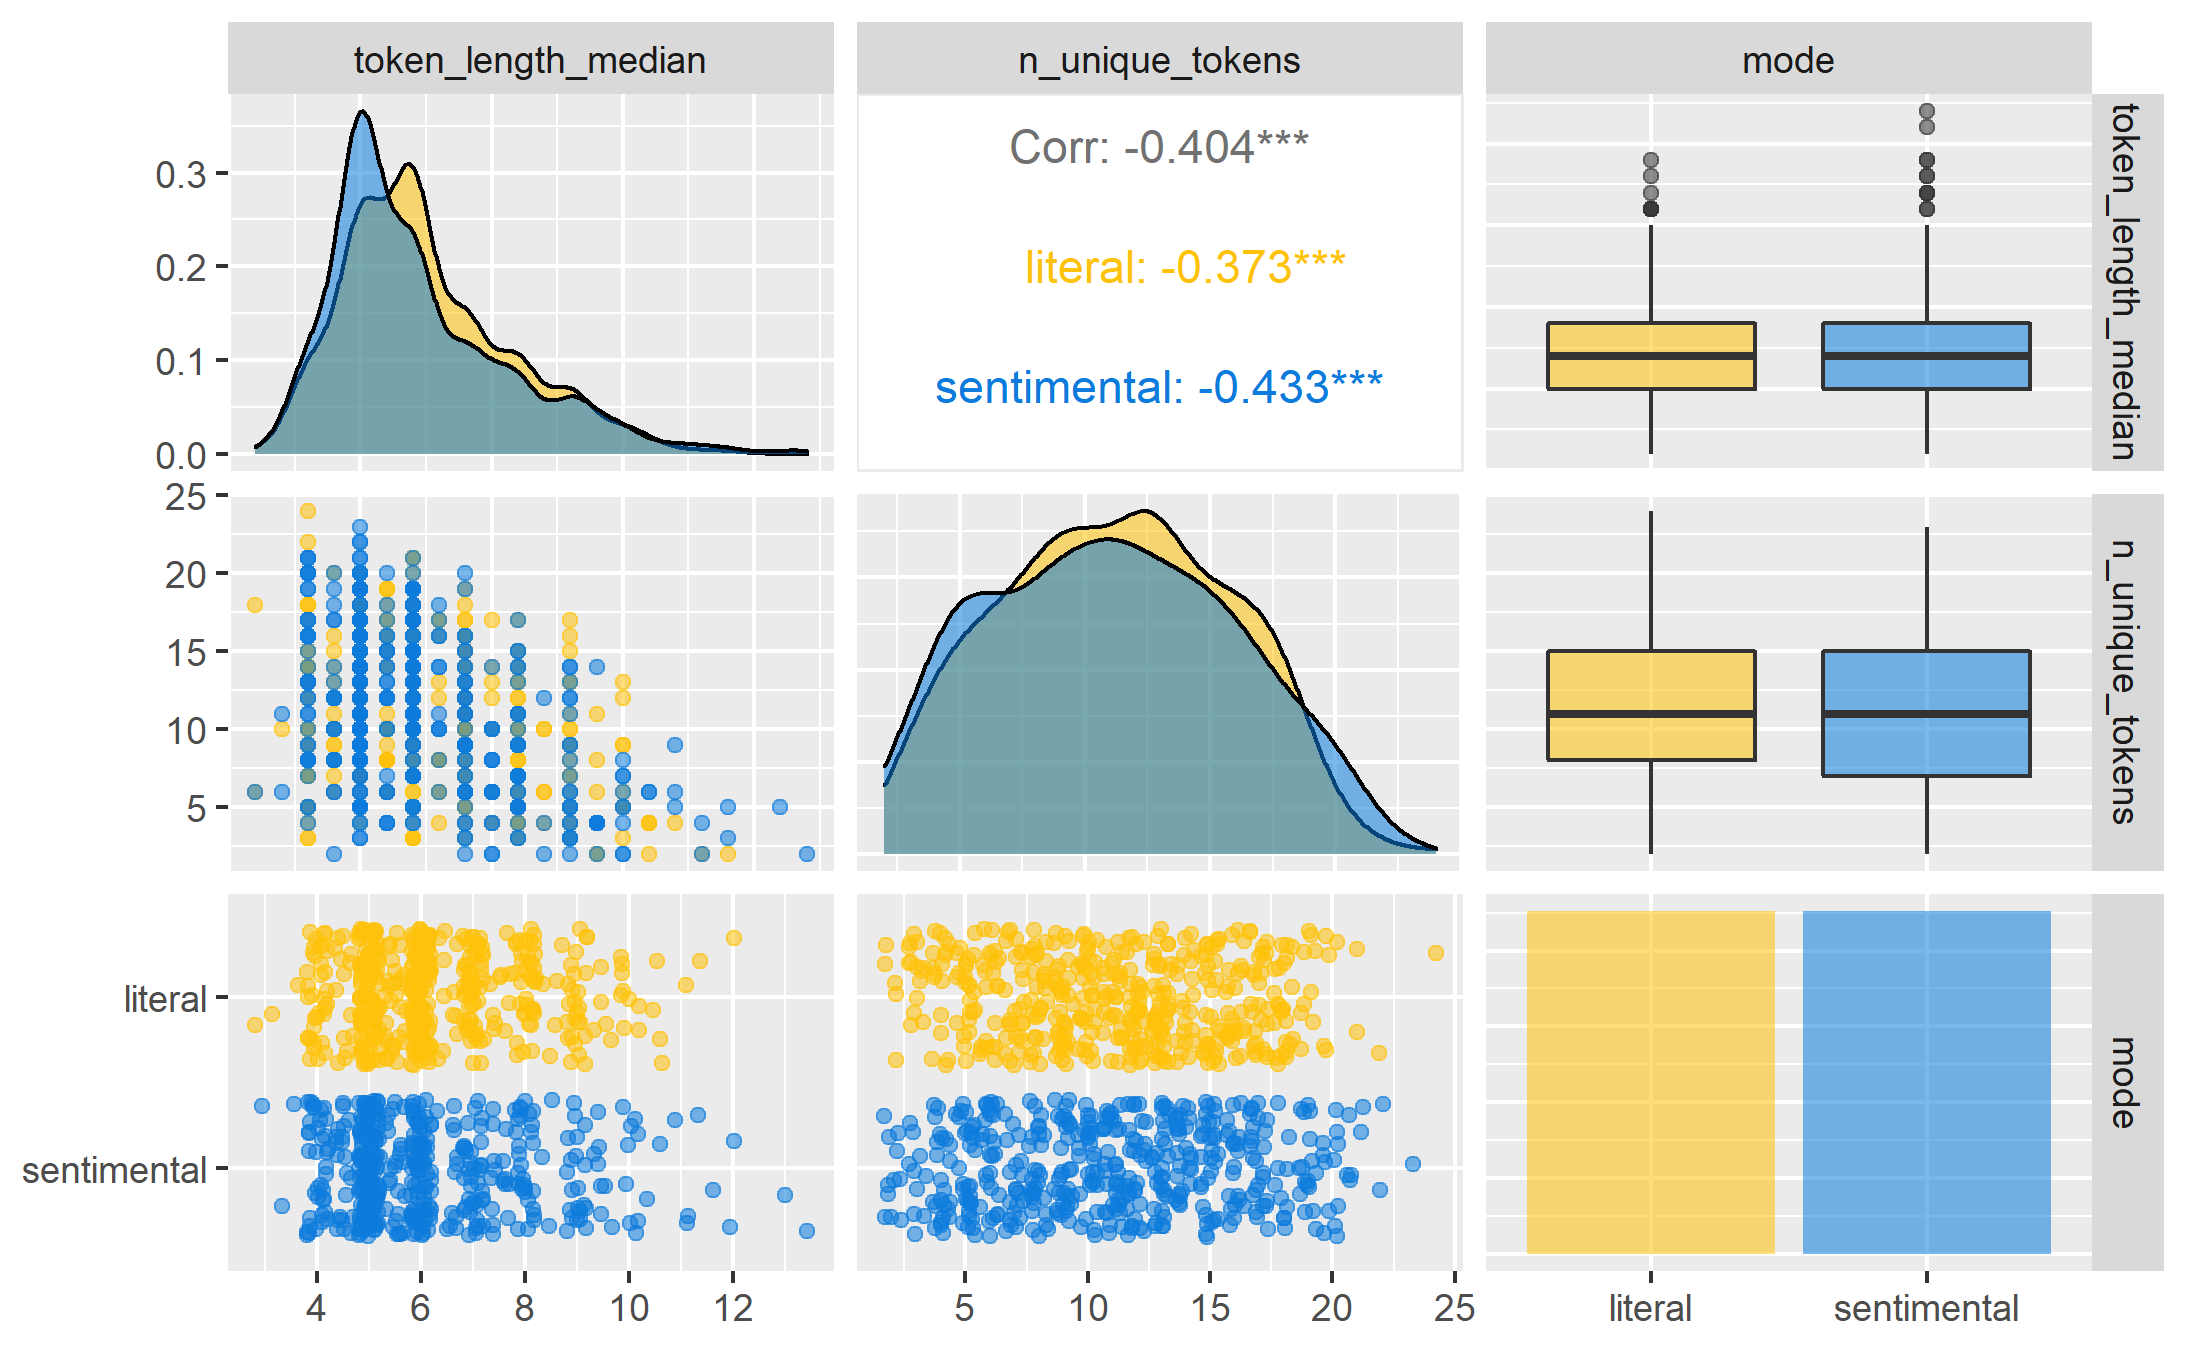 token_length_median
n_unique_tokens
mode
0.3
0.2
0.1
0.0
Corr: -0.404***
literal: -0.373***
sentimental: -0.433***
token_length_median
25
20
15
10
5
n_unique_tokens
literal
sentimental
mode
4 6 8 10 12
5 10 15 20 25
literal sentimental